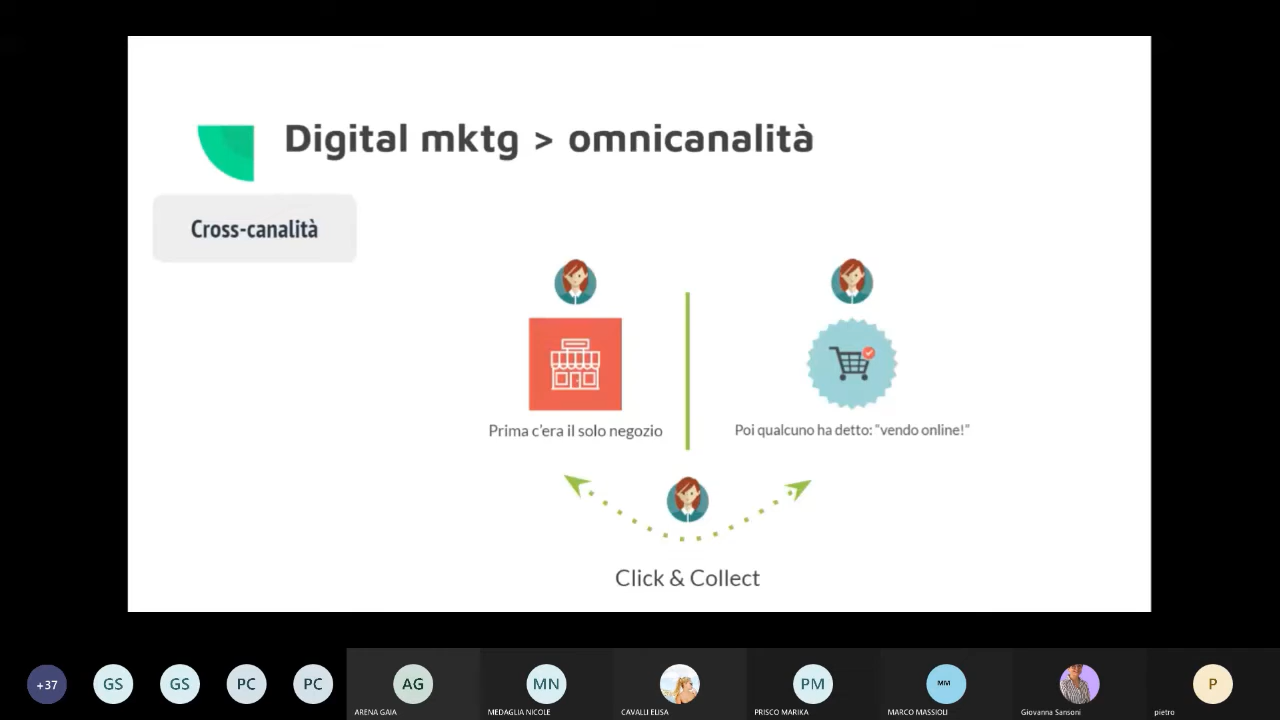 Digital mktg > omnicanalità
Cross-canalità
Prima c'era il solo negozio
Poi qualcuno ha detto: "vendo online!"
Click & Collect
+37
GS
GS
PC
PC
AG
MN
PM
MM
P
ARENA GAIA
MEDAGLIA NICOLE
CAVALLI ELISA
PRISCO MARIKA
MARCO MASSIOLI
Giovanna Sansoni
pietro